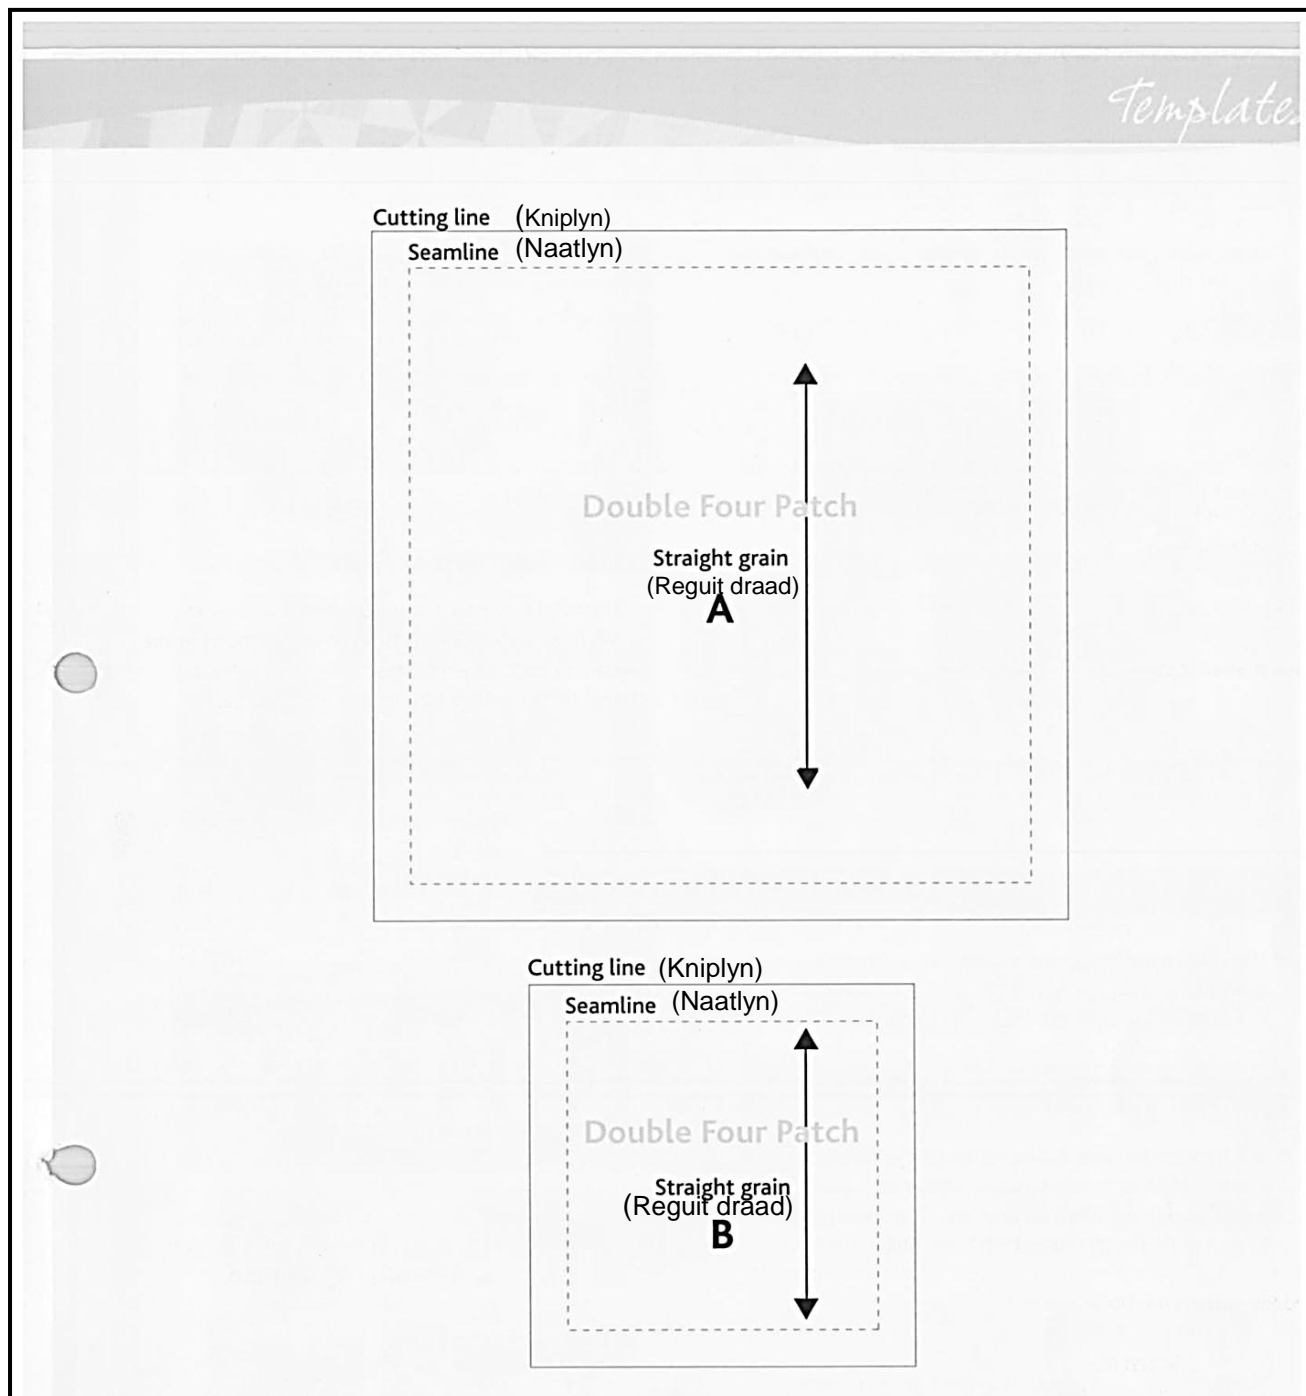 Template
Cutting line (Kniplyn)
Seamline (Naatlyn)
Double Four Patch
Straight grain
(Reguit draad)
A
Cutting line (Kniplyn)
Seamline (Naatlyn)
Double Four Patch
Straight grain
(Reguit draad)
B